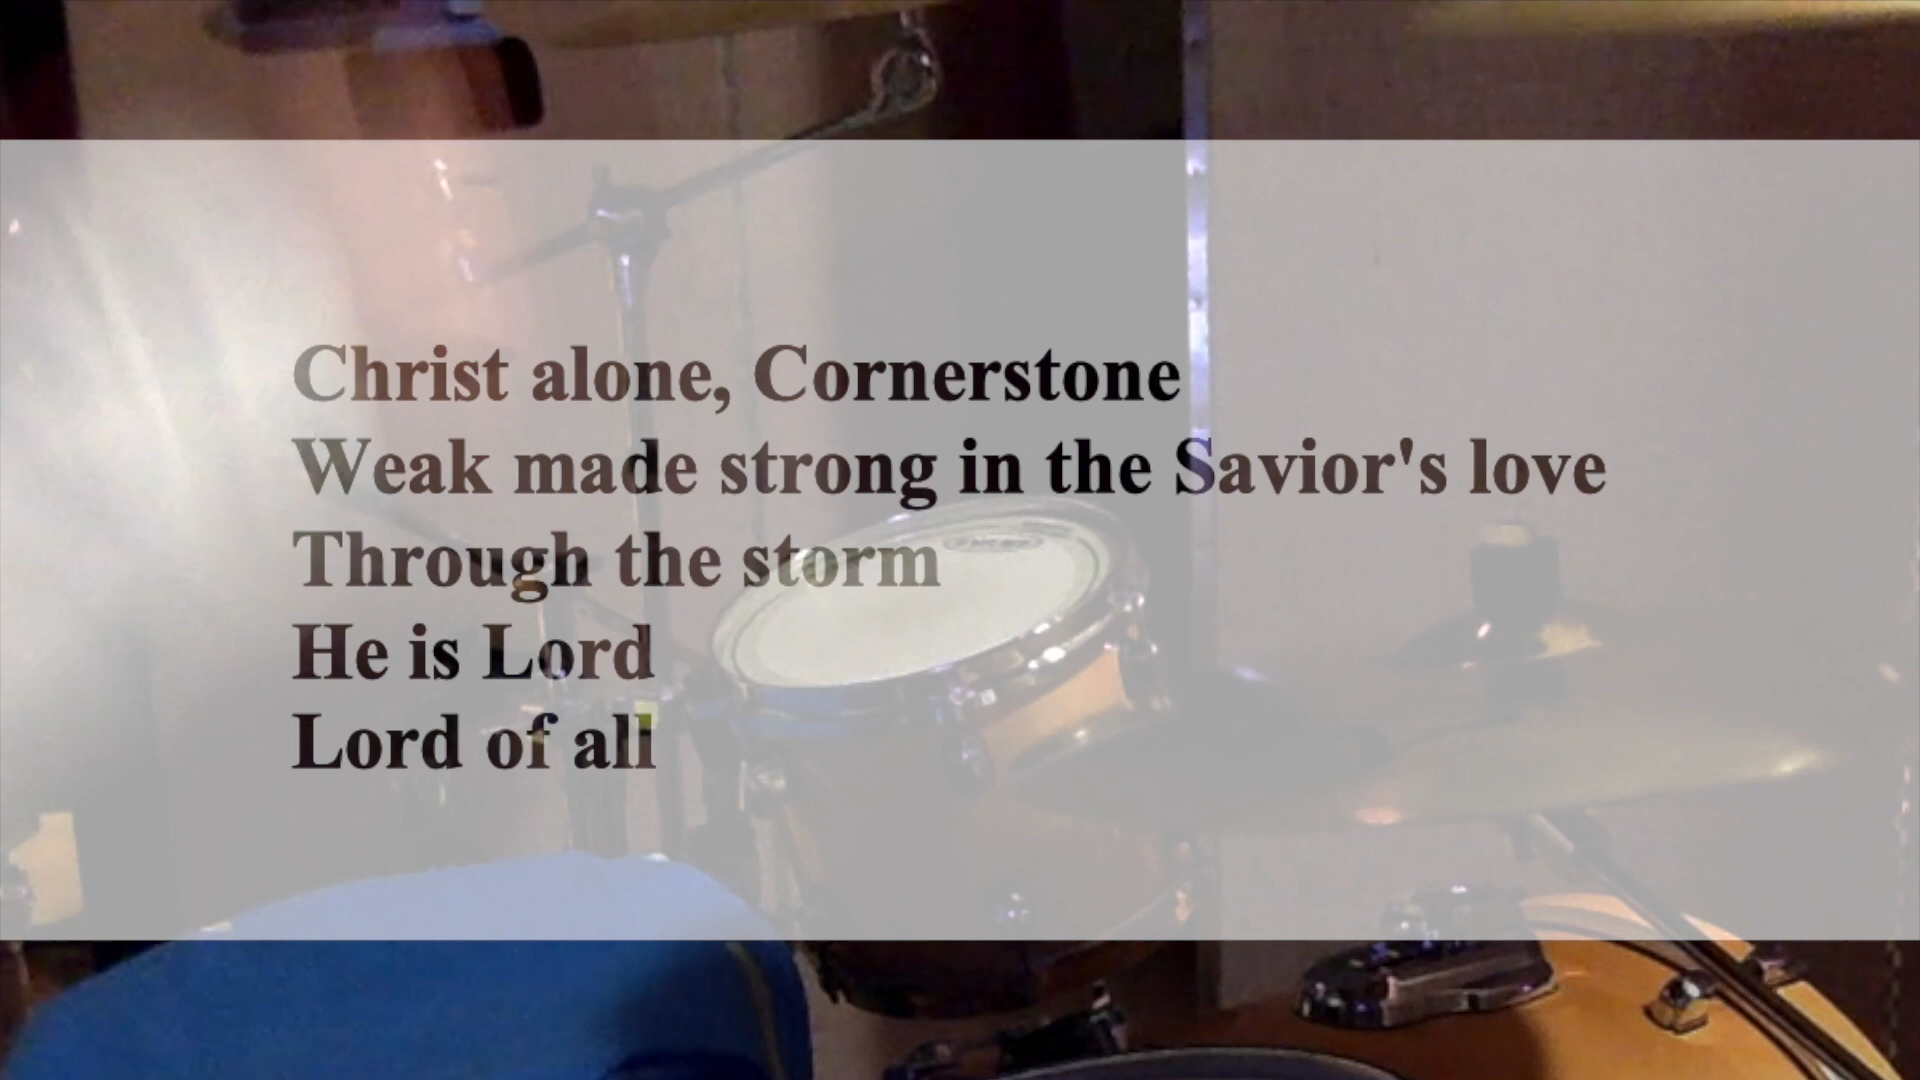 Christ alone, Cornerstone
Weak made strong in the Savior's love
Through the storm
He is Lord
Lord of all